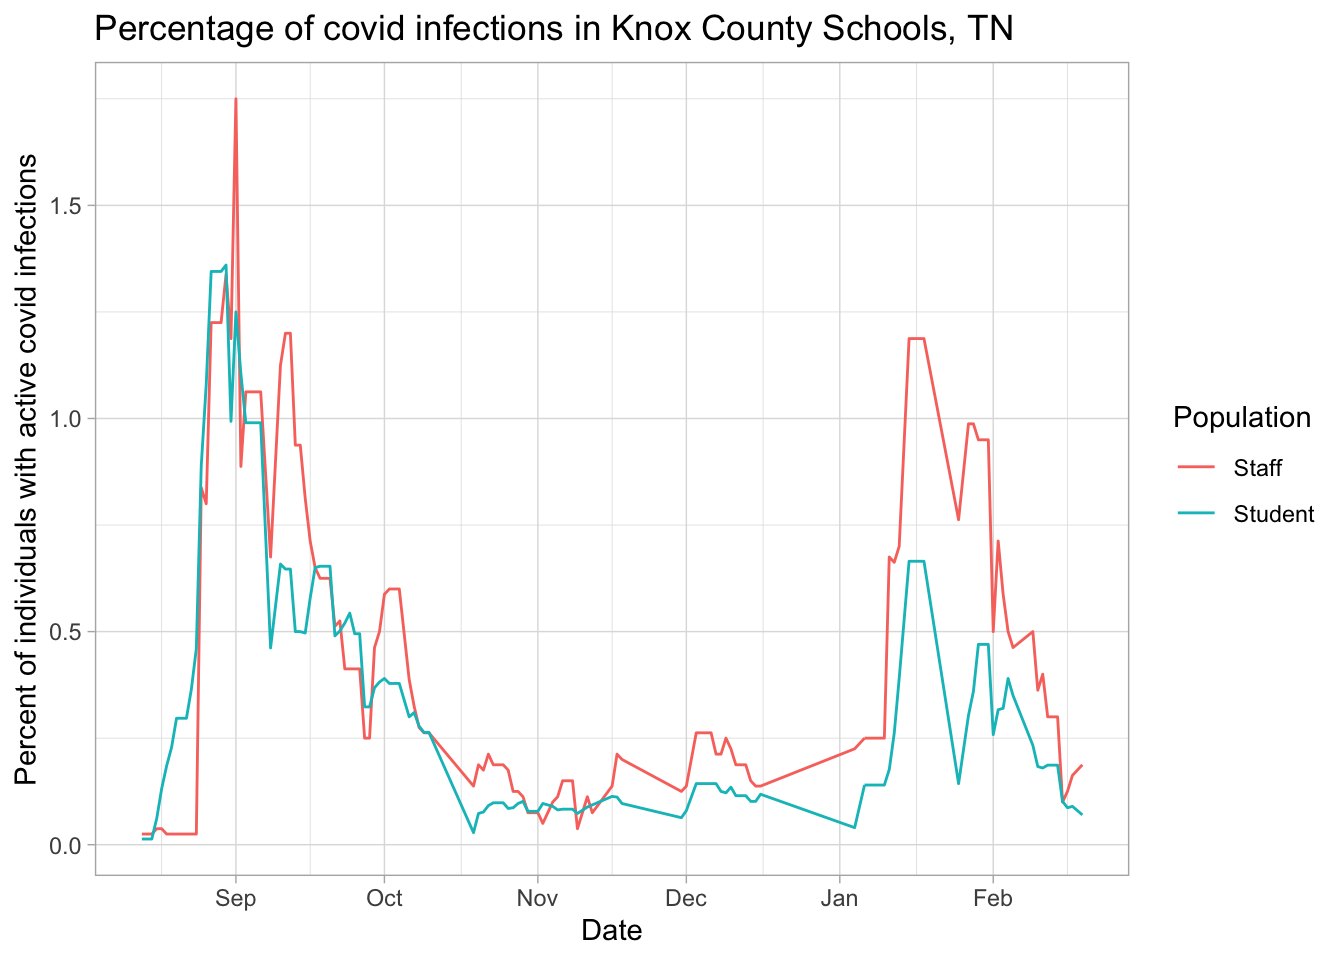 Percentage of covid infections in Knox County Schools, TN
Percent of individuals with active covid infections
1.5
1.0
0.5
0.0
Sep Oct Nov Dec Jan Feb
Date
Population
Staff
Student